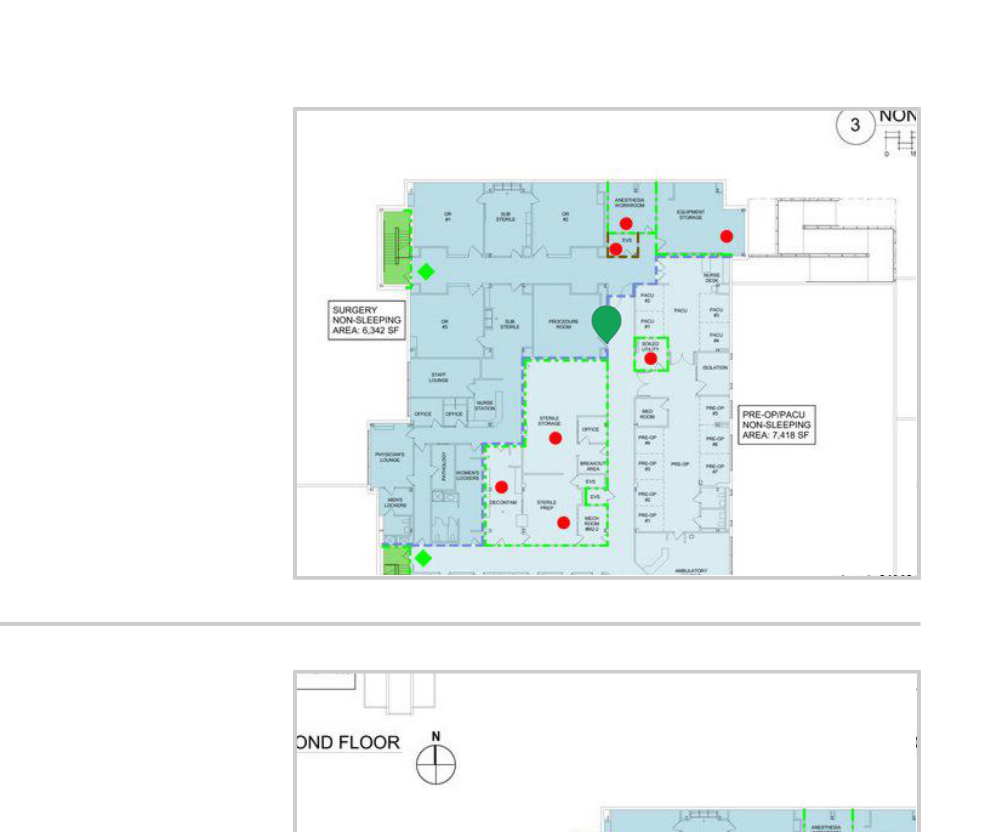 3
NON
ANESTHESIA
WORKROOM
OR
#1
SUB
STERILE
OR
#2
EQUIPMENT
STORAGE
EVS
NURSE
DESK
PACU
#2
PACU
PACU
#3
SURGERY
NON-SLEEPING
AREA: 6,342 SF
OR
#3
SUB
STERILE
PROCEDURE
ROOM
PACU
#1
PACU
#4
SOILED
UTILITY
ISOLATION
STAFF
LOUNGE
OFFICE
OFFICE
NURSE
STATION
MED
ROOM
PRE-OP
#5
PRE-OP/PACU
NON-SLEEPING
AREA: 7,418 SF
STERILE
STORAGE
OFFICE
PRE-OP
#4
PRE-OP
#6
PHYSICIAN'S
LOUNGE
PATHOLOGY
WOMEN'S
LOCKERS
BREAKOUT
AREA
PRE-OP
#3
PRE-OP
PRE-OP
#7
EVS
EVS
MEN'S
LOCKERS
DECONTAM
STERILE
PREP
PRE-OP
#2
MECH
ROOM
#M2-2
PRE-OP
#1
AMBULATORY
OND FLOOR
N
ANESTHESIA